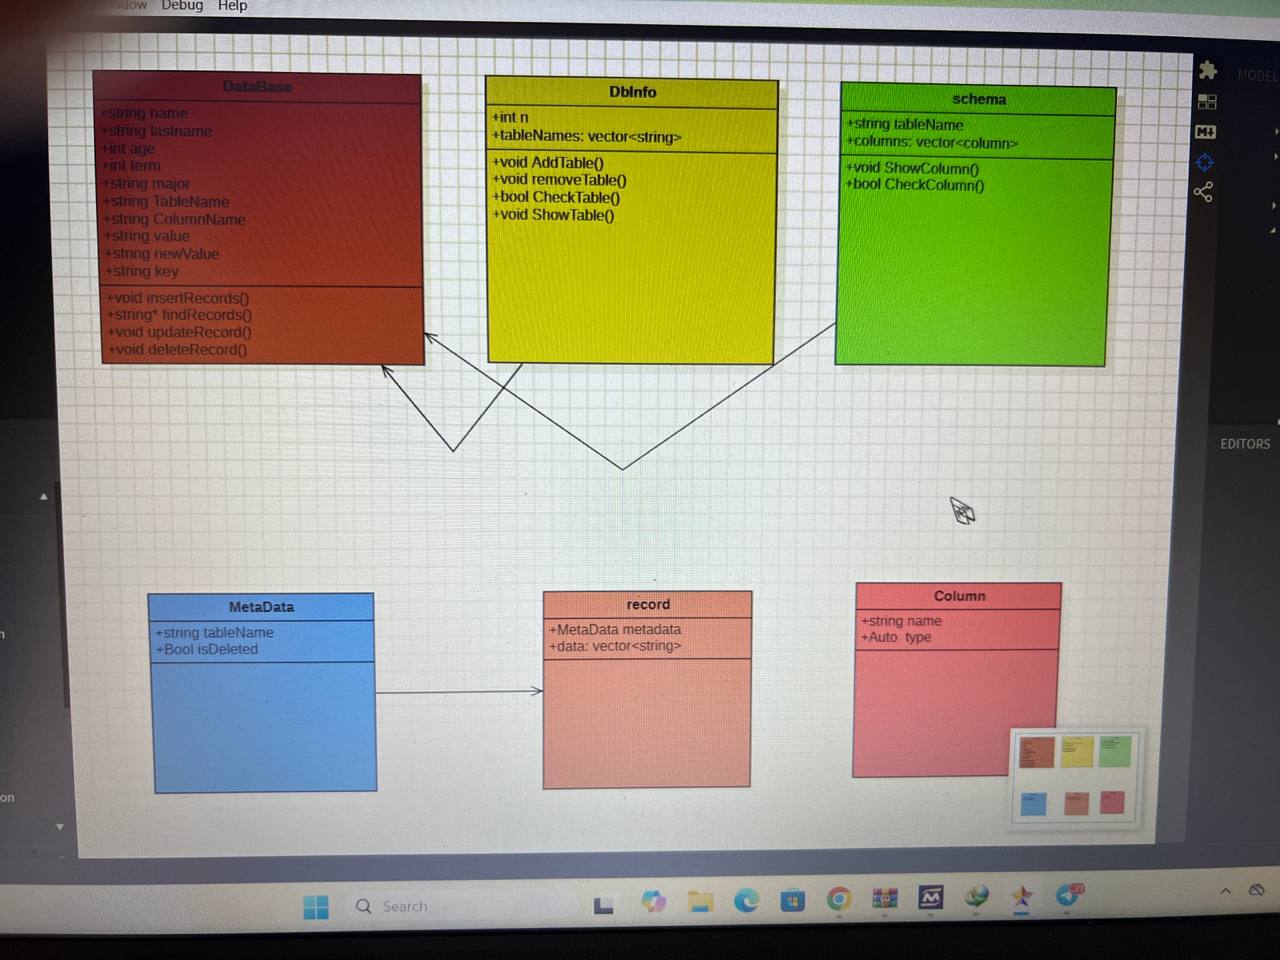 Debug Help
MODEL
DataBase
+string name
+string lastname
+int age
+int term
+string major
+string TableName
+string ColumnName
+string value
+string newValue
+string key
+void insertRecords()
+string* findRecords()
+void updateRecord()
+void deleteRecord()
DbInfo
+int n
+tableNames: vector<string>
+void AddTable()
+void removeTable()
+bool CheckTable()
+void ShowTable()
schema
+string tableName
+columns: vector<column>
+void ShowColumn()
+bool CheckColumn()
EDITORS
MetaData
+string tableName
+Bool isDeleted
record
+MetaData metadata
+data: vector<string>
Column
+string name
+Auto type
on
Search